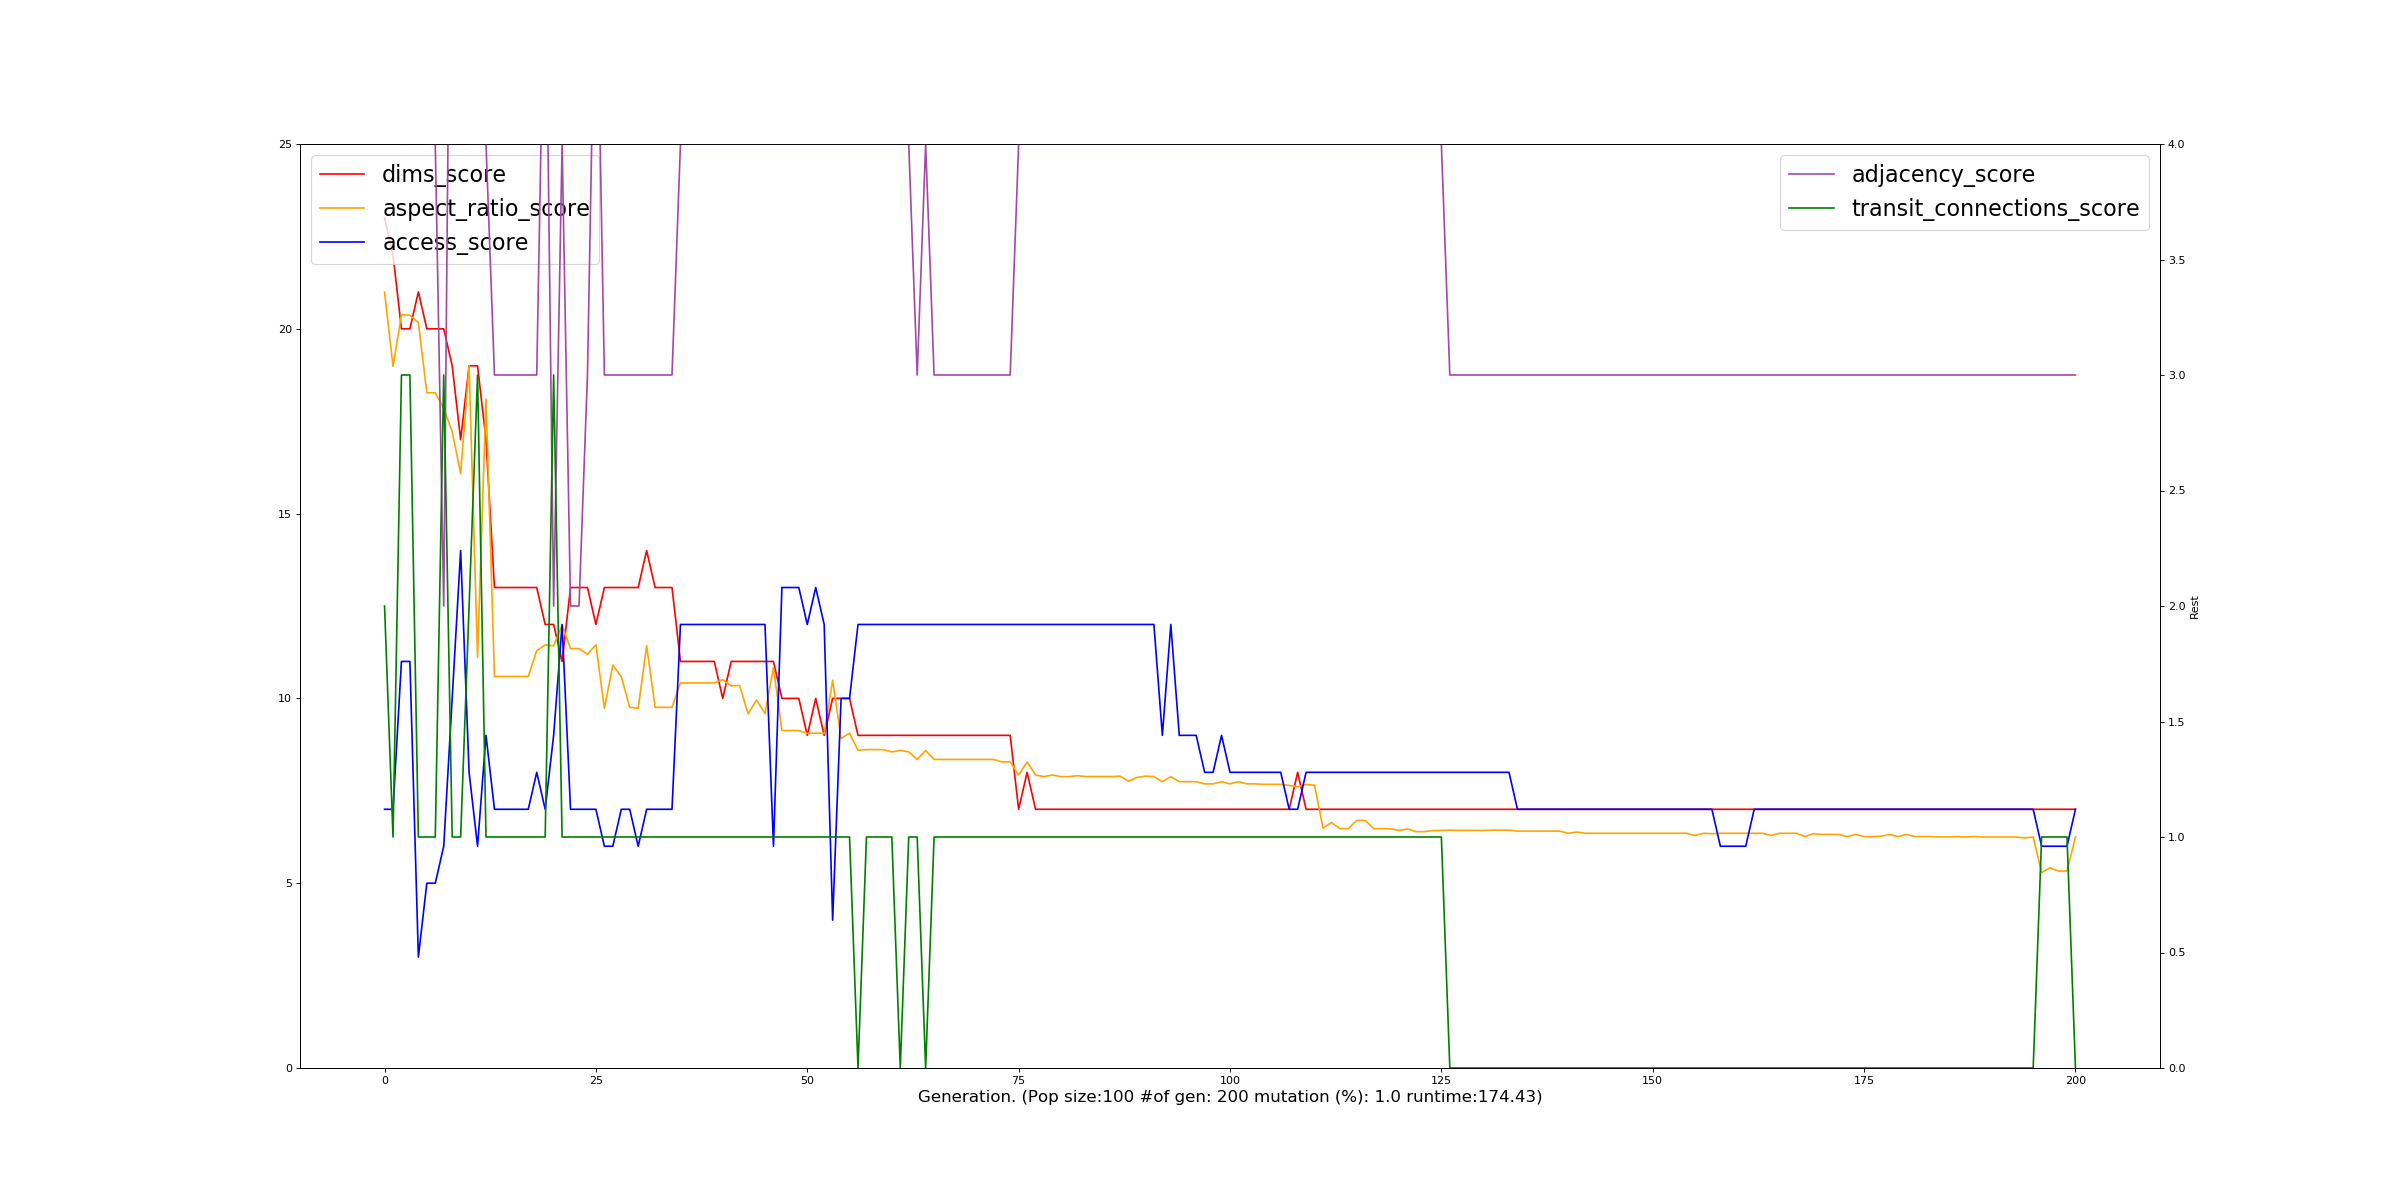 dims_score
aspect_ratio_score
access_score
adjacency_score
transit_connections_score
25
20
15
10
5
0
4.0
3.5
3.0
2.5
2.0
1.5
1.0
0.5
0.0
Rest
0 25 50 75 100 125 150 175 200
Generation. (Pop size:100 #of gen: 200 mutation (%): 1.0 runtime:174.43)